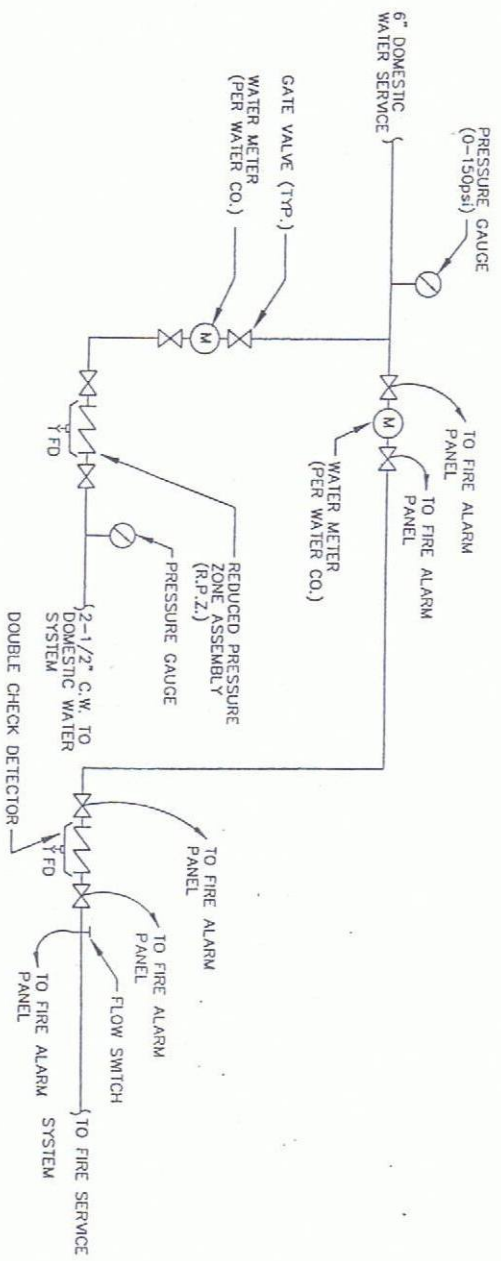 6" DOMESTIC
WATER SERVICE
PRESSURE GAUGE
(0-150psi)
GATE VALVE (TYP.)
WATER METER
(PER WATER CO.)
M
M
TO FIRE ALARM
PANEL
TO FIRE ALARM
PANEL
WATER METER
(PER WATER CO.)
FD
REDUCED PRESSURE
ZONE ASSEMBLY
(R.P.Z.)
PRESSURE GAUGE
2-1/2" C.W. TO
DOMESTIC WATER
SYSTEM
DOUBLE CHECK DETECTOR
FD
TO FIRE ALARM
PANEL
TO FIRE ALARM
PANEL
FLOW SWITCH
TO FIRE ALARM
PANEL
TO FIRE SERVICE
SYSTEM